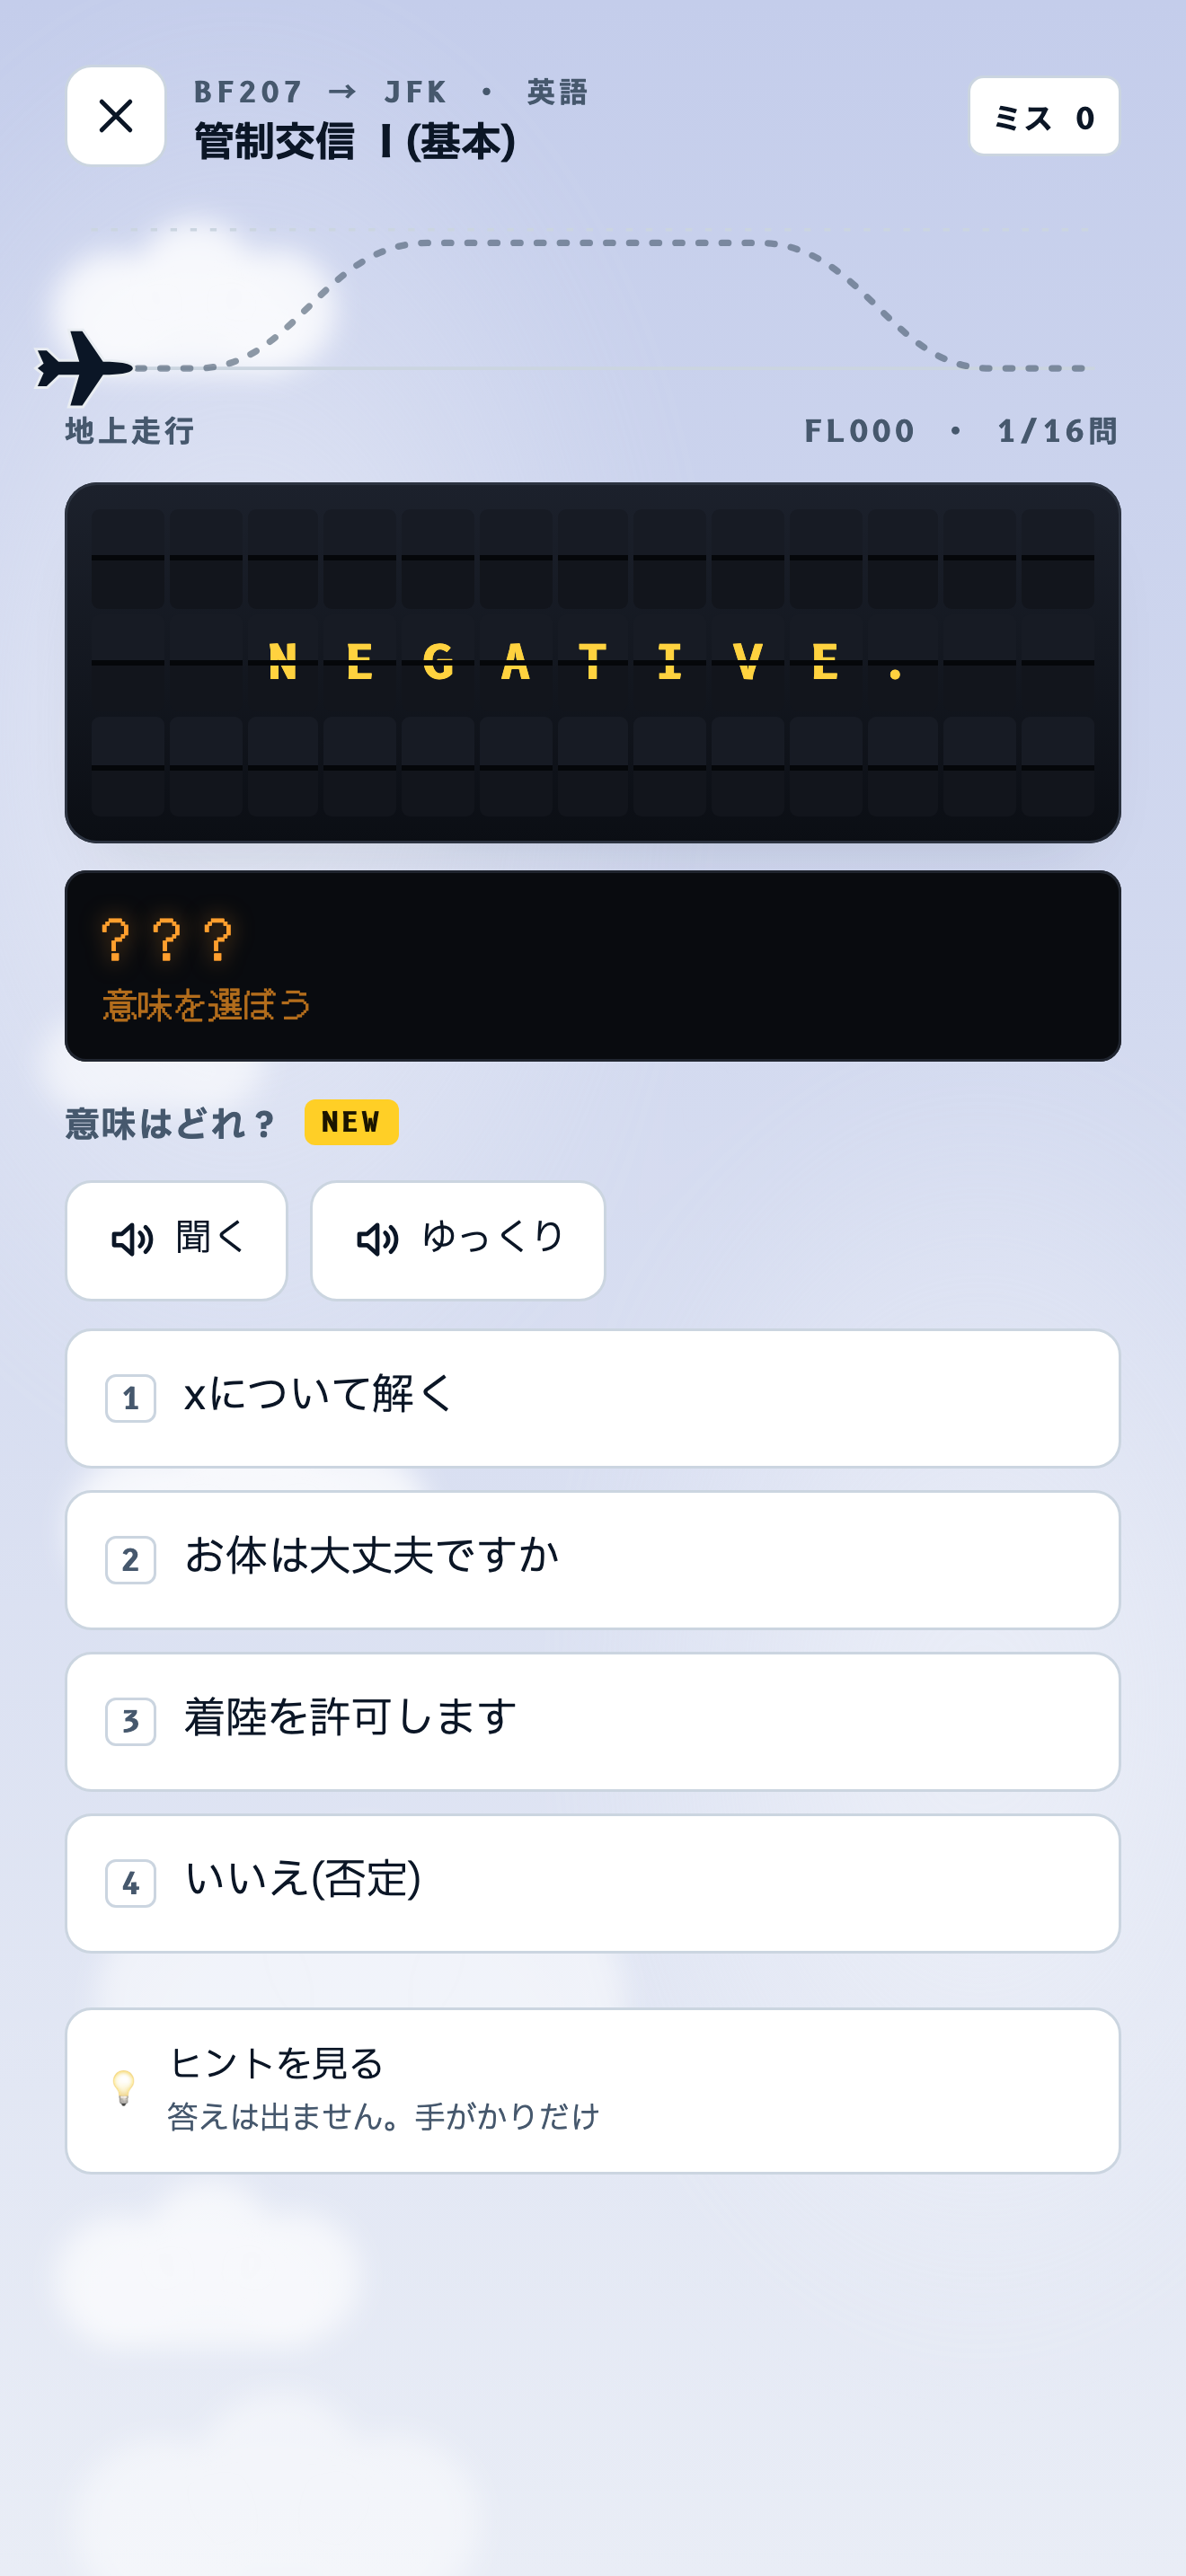 BF207 → JFK ・ 英語
管制交信 Ⅰ(基本)
ミス 0
地上走行
FL000 ・ 1/16問
NEGATIVE.
???
意味を選ぼう
意味はどれ？ NEW
聞く
ゆっくり
1 xについて解く
2 お体は大丈夫ですか
3 着陸を許可します
4 いいえ(否定)
ヒントを見る
答えは出ません。手がかりだけ